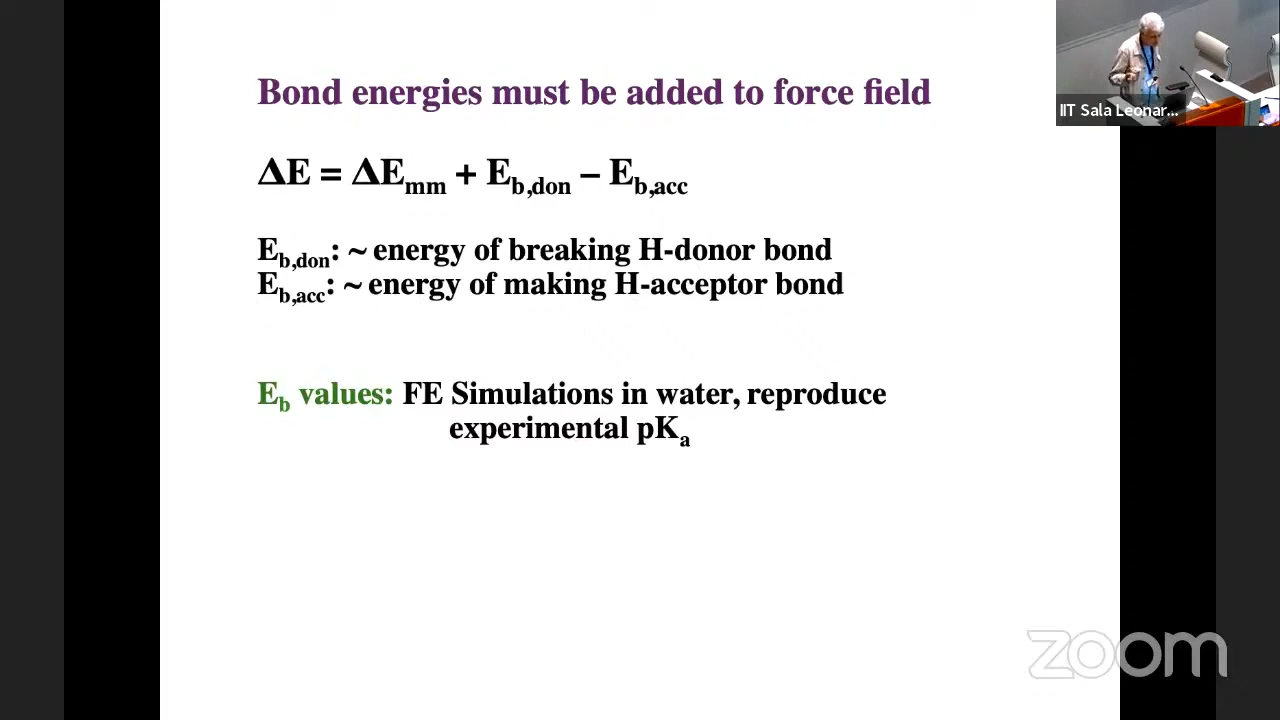 Bond energies must be added to force field
ΔE = ΔEmm + Eb,don – Eb,acc
Eb,don: ~ energy of breaking H-donor bond
Eb,acc: ~ energy of making H-acceptor bond
Eb values: FE Simulations in water, reproduce
experimental pKa
IIT Sala Leonar...
zoom